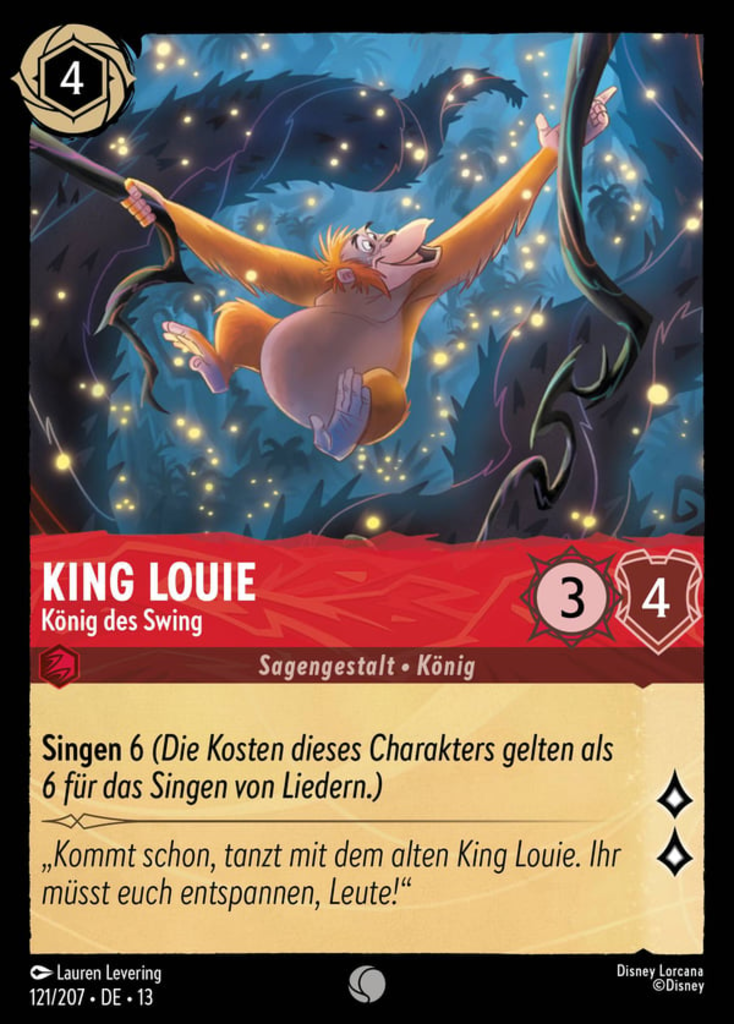 4
KING LOUIE
König des Swing
3
4
Sagengestalt • König
Singen 6 (Die Kosten dieses Charakters gelten als
6 für das Singen von Liedern.)
„Kommt schon, tanzt mit dem alten King Louie. Ihr
müsst euch entspannen, Leute!“
Lauren Levering
121/207 • DE • 13
Disney Lorcana
©Disney